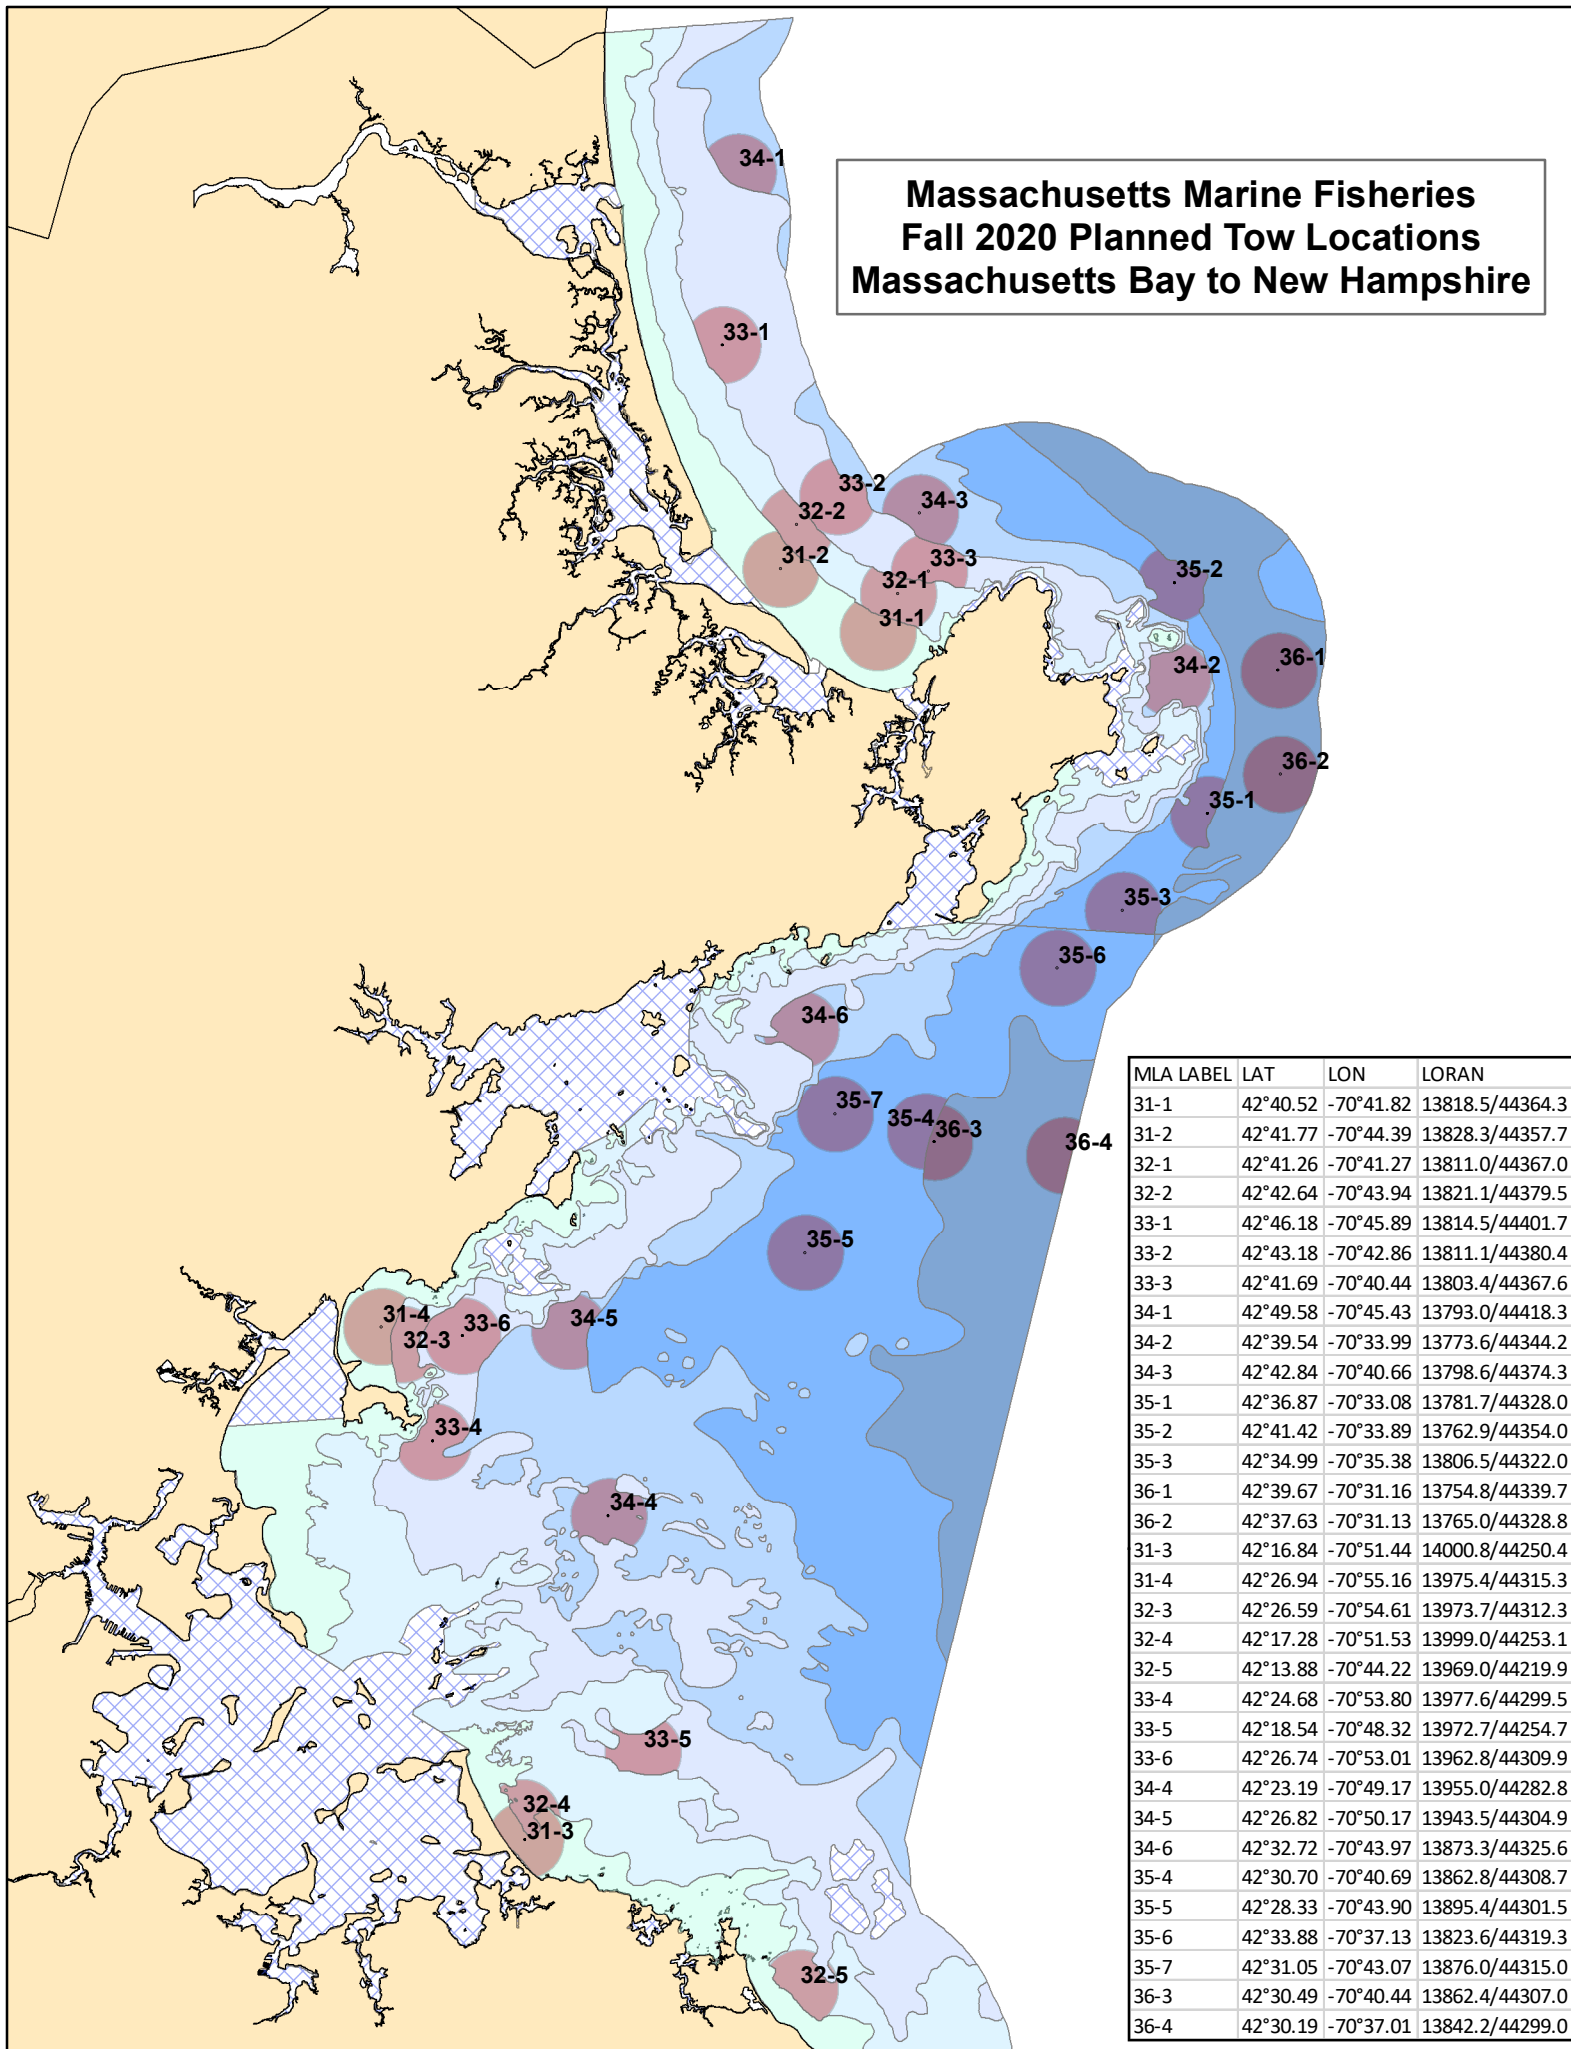 34-1
Massachusetts Marine Fisheries
Fall 2020 Planned Tow Locations
Massachusetts Bay to New Hampshire
33-1
33-2
34-3
32-2
31-2
33-3
35-2
32-1
31-1
34-2
36-1
36-2
35-1
35-3
35-6
34-6
35-7
35-4
36-3
36-4
35-5
31-4
33-6
34-5
32-3
33-4
34-4
33-5
32-4
31-3
32-5
MLA LABEL LAT LON LORAN
31-1 42°40.52 -70°41.82 13818.5/44364.3
31-2 42°41.77 -70°44.39 13828.3/44357.7
32-1 42°41.26 -70°41.27 13811.0/44367.0
32-2 42°42.64 -70°43.94 13821.1/44379.5
33-1 42°46.18 -70°45.89 13814.5/44401.7
33-2 42°43.18 -70°42.86 13811.1/44380.4
33-3 42°41.69 -70°40.44 13803.4/44367.6
34-1 42°49.58 -70°45.43 13793.0/44418.3
34-2 42°39.54 -70°33.99 13773.6/44344.2
34-3 42°42.84 -70°40.66 13798.6/44374.3
35-1 42°36.87 -70°33.08 13781.7/44328.0
35-2 42°41.42 -70°33.89 13762.9/44354.0
35-3 42°34.99 -70°35.38 13806.5/44322.0
36-1 42°39.67 -70°31.16 13754.8/44339.7
36-2 42°37.63 -70°31.13 13765.0/44328.8
31-3 42°16.84 -70°51.44 14000.8/44250.4
31-4 42°26.94 -70°55.16 13975.4/44315.3
32-3 42°26.59 -70°54.61 13973.7/44312.3
32-4 42°17.28 -70°51.53 13999.0/44253.1
32-5 42°13.88 -70°44.22 13969.0/44219.9
33-4 42°24.68 -70°53.80 13977.6/44299.5
33-5 42°18.54 -70°48.32 13972.7/44254.7
33-6 42°26.74 -70°53.01 13962.8/44309.9
34-4 42°23.19 -70°49.17 13955.0/44282.8
34-5 42°26.82 -70°50.17 13943.5/44304.9
34-6 42°32.72 -70°43.97 13873.3/44325.6
35-4 42°30.70 -70°40.69 13862.8/44308.7
35-5 42°28.33 -70°43.90 13895.4/44301.5
35-6 42°33.88 -70°37.13 13823.6/44319.3
35-7 42°31.05 -70°43.07 13876.0/44315.0
36-3 42°30.49 -70°40.44 13862.4/44307.0
36-4 42°30.19 -70°37.01 13842.2/44299.0